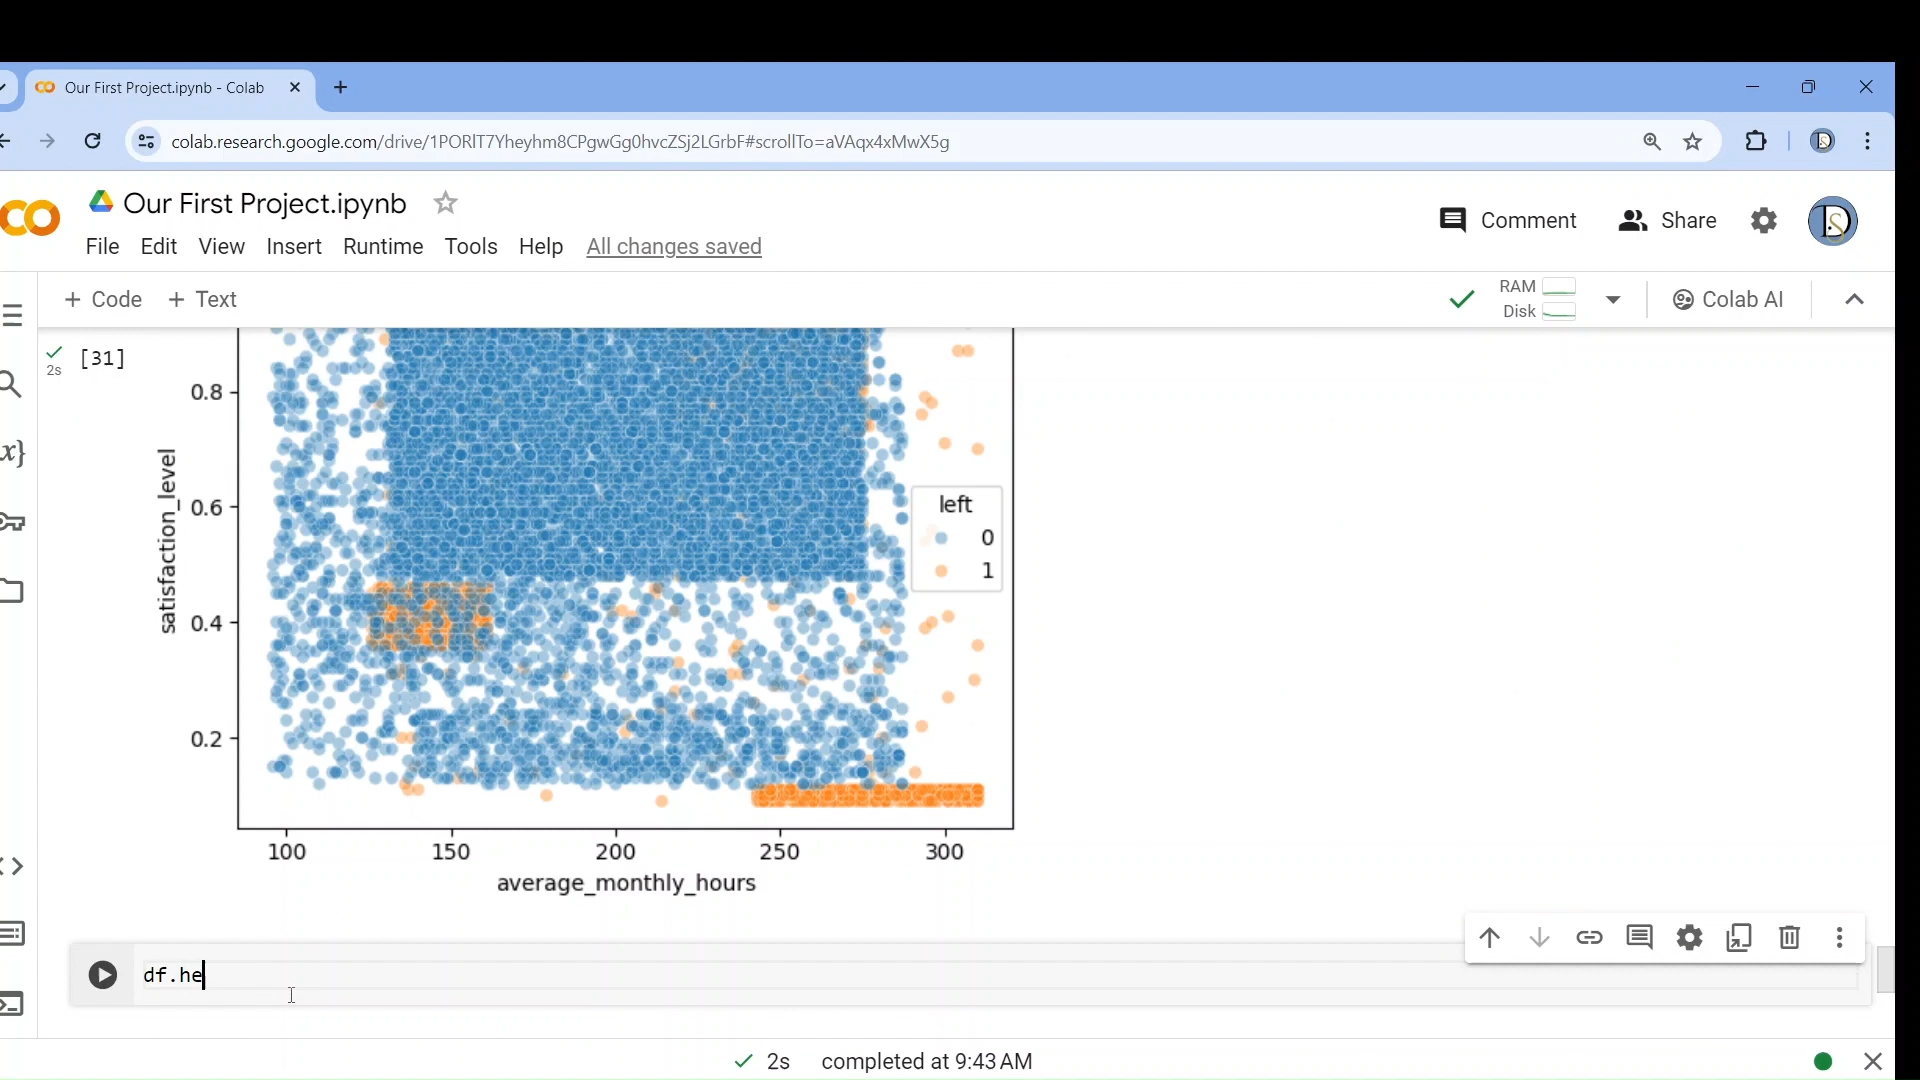 Our First Project.ipynb - Colab
colab.research.google.com/drive/1PORlT7Yheyhm8CPgwGg0hvcZSj2LGrbF#scrollTo=aVAqx4xMwX5g
Our First Project.ipynb
Comment
Share
File Edit View Insert Runtime Tools Help All changes saved
+ Code + Text
RAM
Disk
Colab AI
2s
[31]
{x}
0.8
0.6
0.4
0.2
satisfaction_level
left
0
1
100 150 200 250 300
average_monthly_hours
df.he
2s completed at 9:43 AM